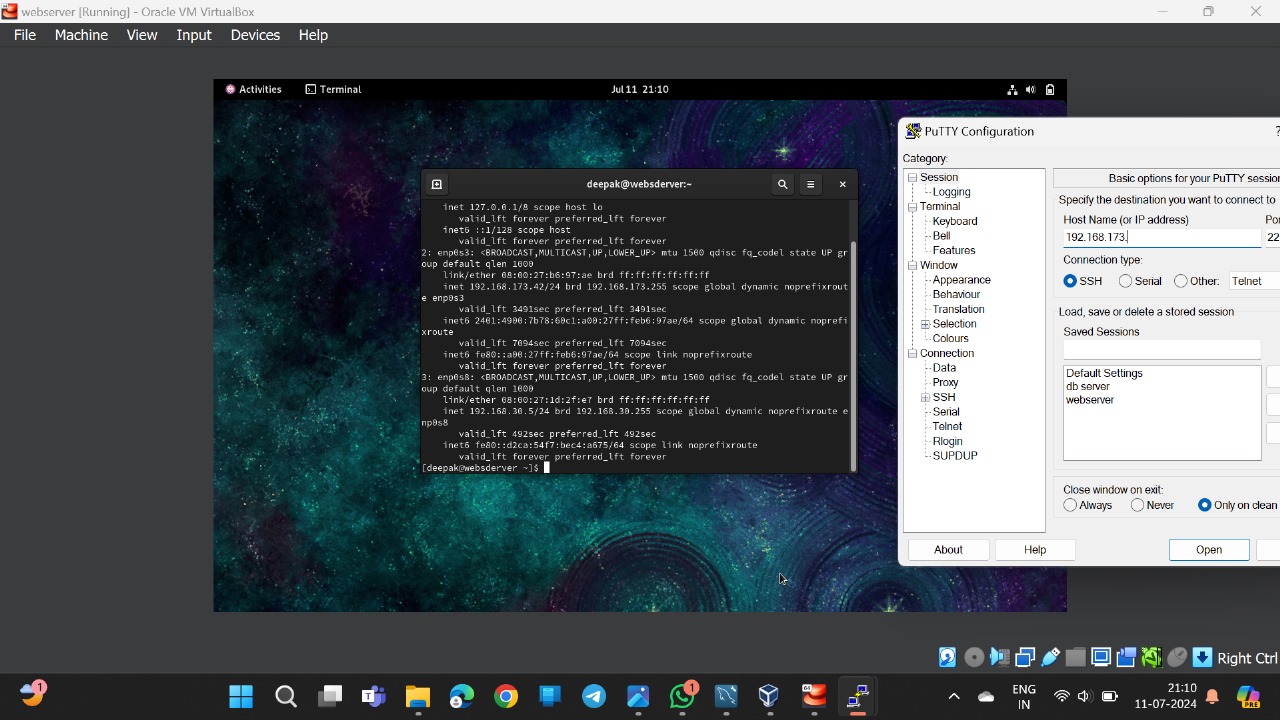 webserver [Running] - Oracle VM VirtualBox
File Machine View Input Devices Help
Activities Terminal Jul 11 21:10
deepak@websderver:~
inet 127.0.0.1/8 scope host lo
valid_lft forever preferred_lft forever
inet6 ::1/128 scope host
valid_lft forever preferred_lft forever
2: enp0s3: <BROADCAST,MULTICAST,UP,LOWER_UP> mtu 1500 qdisc fq_codel state UP gr
oup default qlen 1000
link/ether 08:00:27:b6:97:ae brd ff:ff:ff:ff:ff:ff
inet 192.168.173.42/24 brd 192.168.173.255 scope global dynamic noprefixrout
e enp0s3
valid_lft 3491sec preferred_lft 3491sec
inet6 2401:4900:7b78:60c1:a00:27ff:feb6:97ae/64 scope global dynamic noprefi
xroute
valid_lft 7094sec preferred_lft 7094sec
inet6 fe80::a00:27ff:feb6:97ae/64 scope link noprefixroute
valid_lft forever preferred_lft forever
3: enp0s8: <BROADCAST,MULTICAST,UP,LOWER_UP> mtu 1500 qdisc fq_codel state UP gr
oup default qlen 1000
link/ether 08:00:27:1d:2f:e7 brd ff:ff:ff:ff:ff:ff
inet 192.168.30.5/24 brd 192.168.30.255 scope global dynamic noprefixroute e
np0s8
valid_lft 492sec preferred_lft 492sec
inet6 fe80::d2ca:54f7:bec4:a675/64 scope link noprefixroute
valid_lft forever preferred_lft forever
[deepak@websderver ~]$
PuTTY Configuration ?
Category:
Session
Logging
Terminal
Keyboard
Bell
Features
Window
Appearance
Behaviour
Translation
Selection
Colours
Connection
Data
Proxy
SSH
Serial
Telnet
Rlogin
SUPDUP
Basic options for your PuTTY session
Specify the destination you want to connect to
Host Name (or IP address) Po
192.168.173. 22
Connection type:
SSH Serial Other: Telnet
Load, save or delete a stored session
Saved Sessions
Default Settings
db server
webserver
Close window on exit:
Always Never Only on clean
About Help Open
Right Ctrl
1
1
ENG
IN
21:10
11-07-2024
PRE